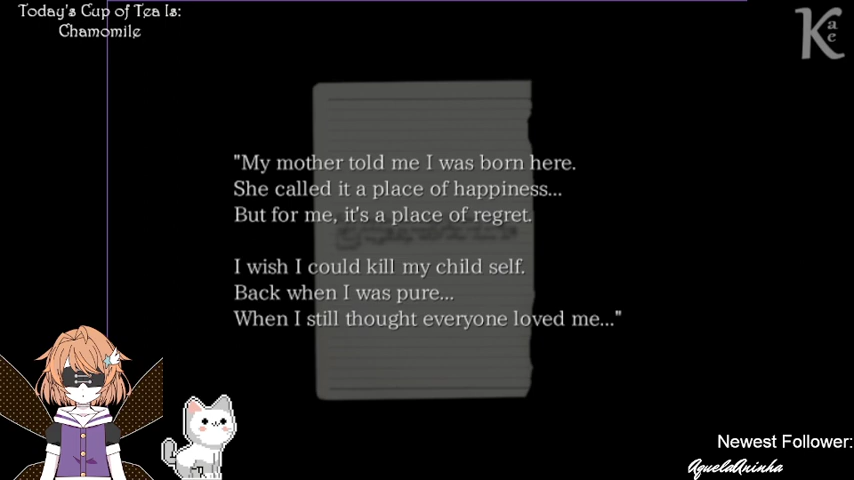 Today's Cup of Tea Is:
Chamomile
Kae
"My mother told me I was born here.
She called it a place of happiness...
But for me, it's a place of regret.
I wish I could kill my child self.
Back when I was pure...
When I still thought everyone loved me..."
Newest Follower:
AquelaAninha